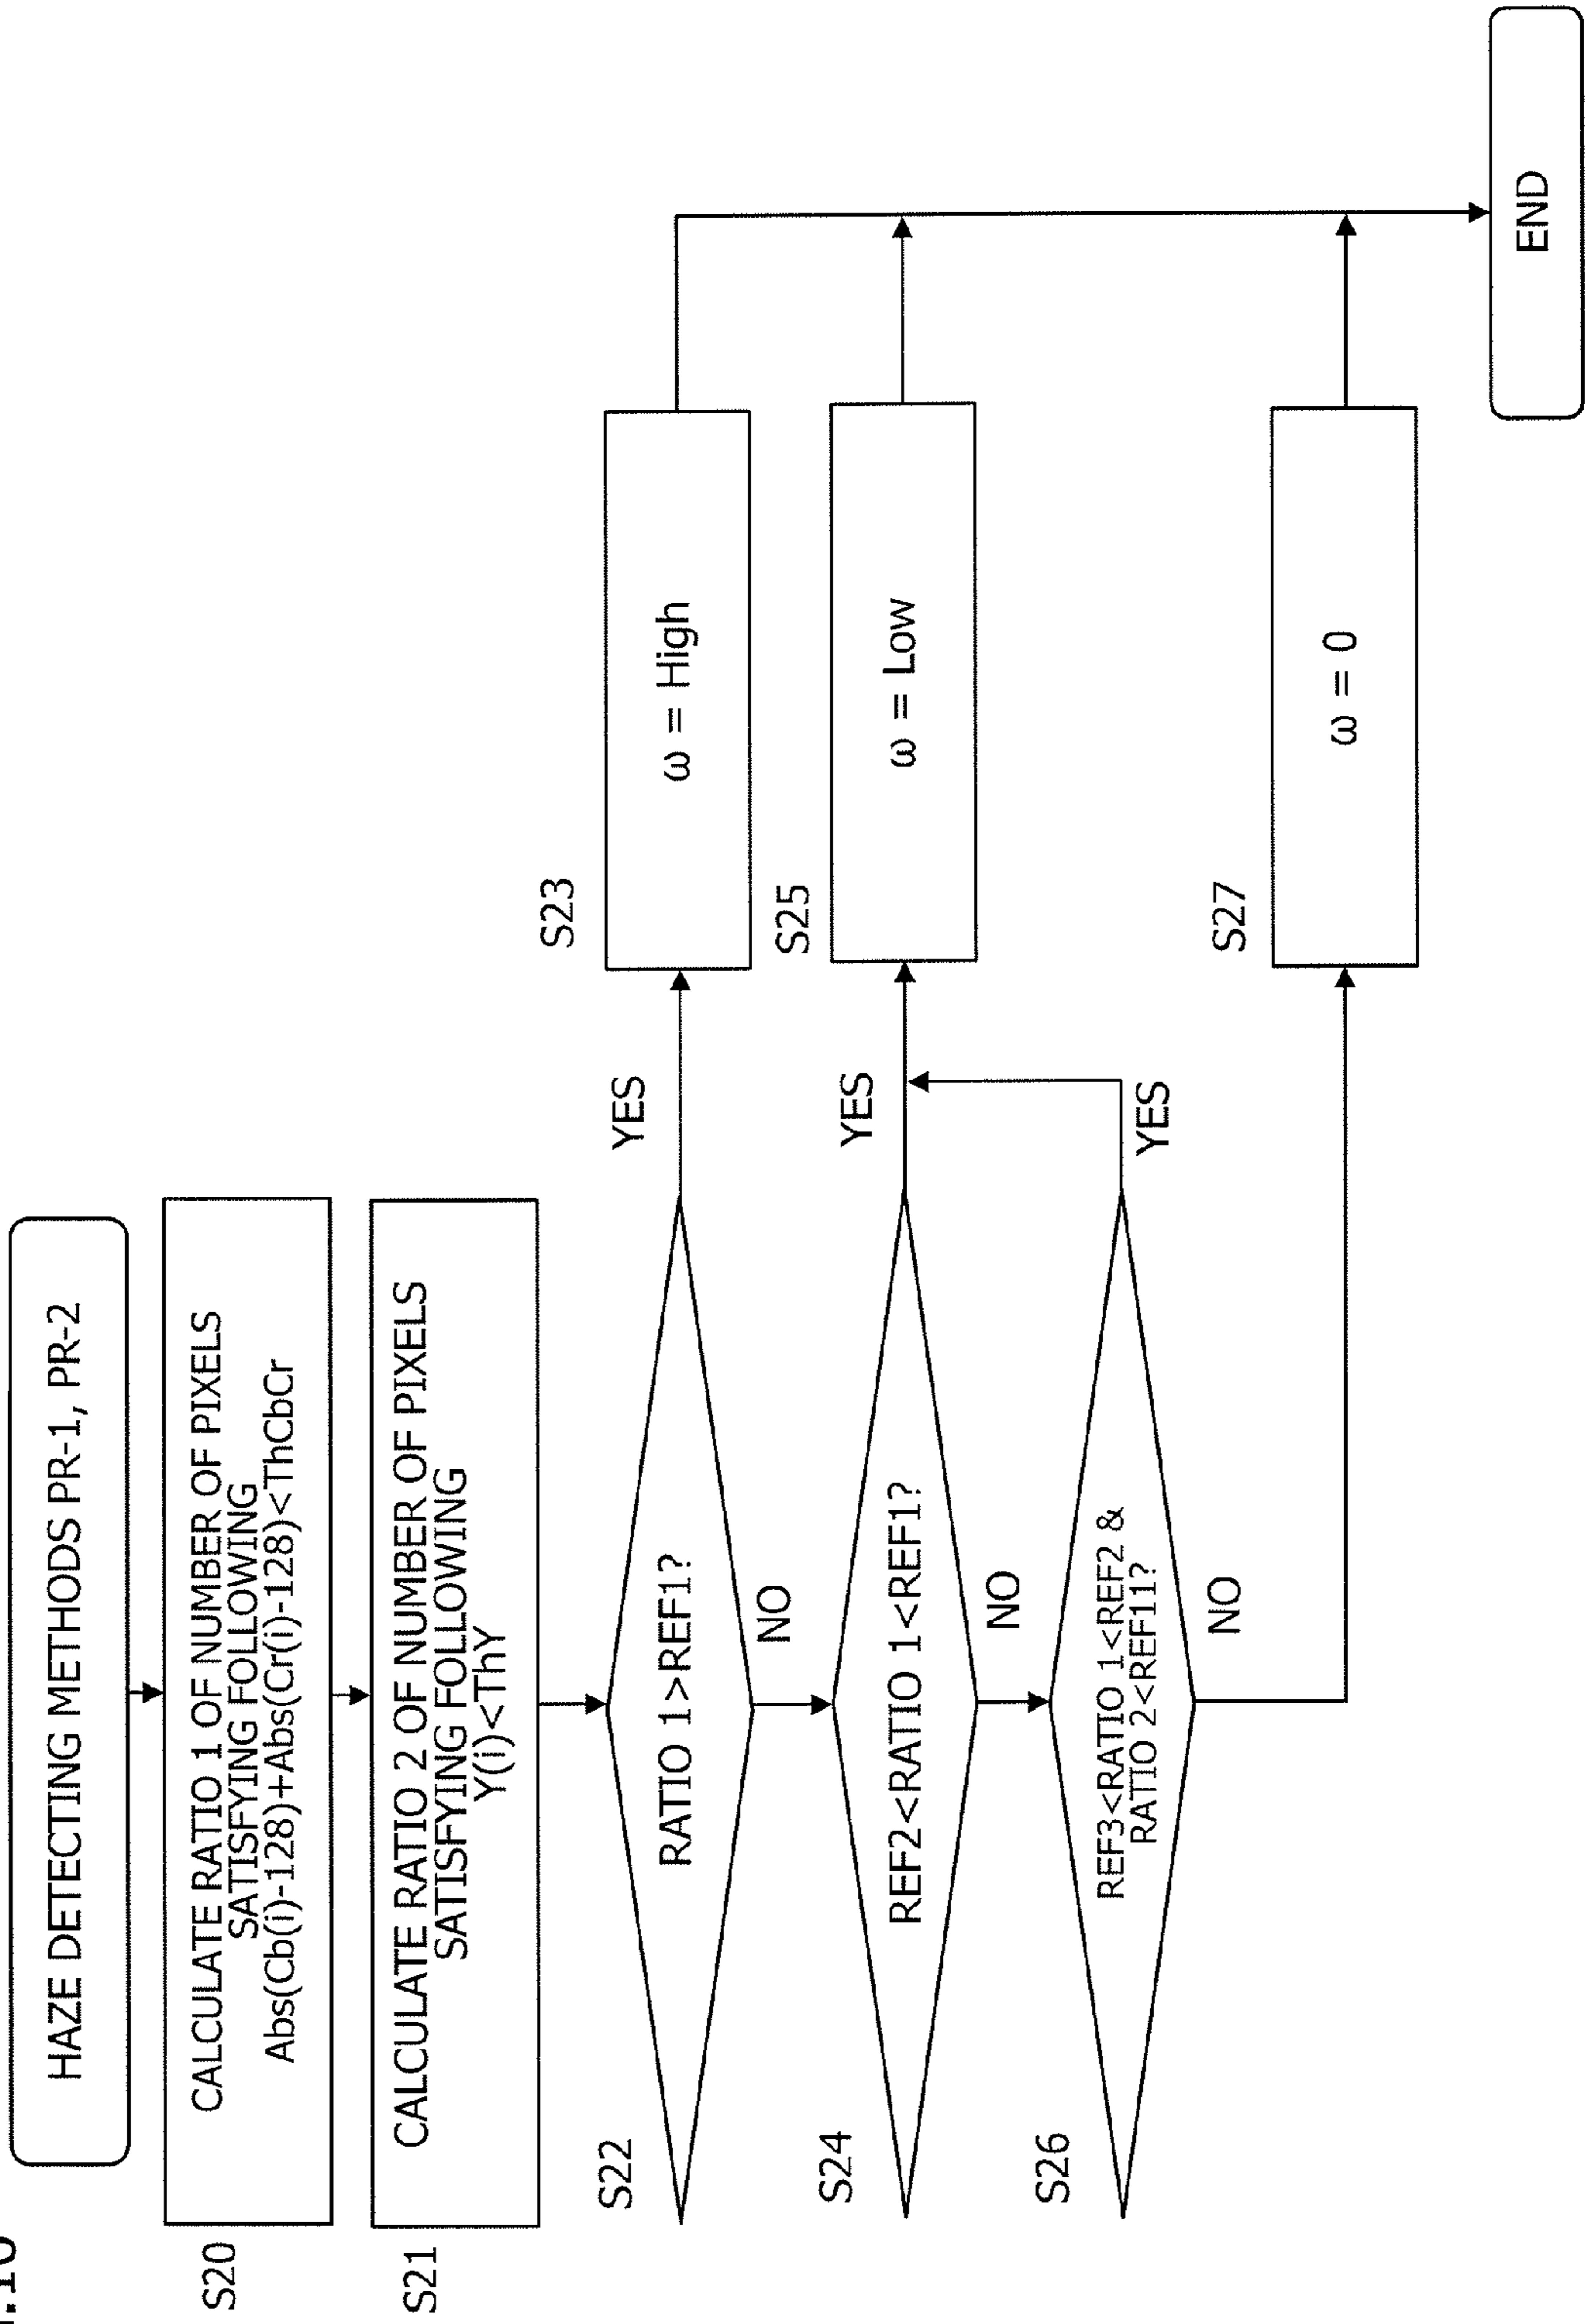 HAZE DETECTING METHODS PR-1, PR-2
S20
CALCULATE RATIO 1 OF NUMBER OF PIXELS
SATISFYING FOLLOWING
Abs(Cb(i)-128)+Abs(Cr(i)-128)<ThCbCr
S21
CALCULATE RATIO 2 OF NUMBER OF PIXELS
SATISFYING FOLLOWING
Y(i)<ThY
S22
RATIO 1>REF1?
YES
NO
S23
ω = High
S24
REF2<RATIO 1<REF1?
YES
NO
S25
ω = Low
S26
REF3<RATIO 1<REF2 &
RATIO 2<REF11?
YES
NO
S27
ω = 0
END